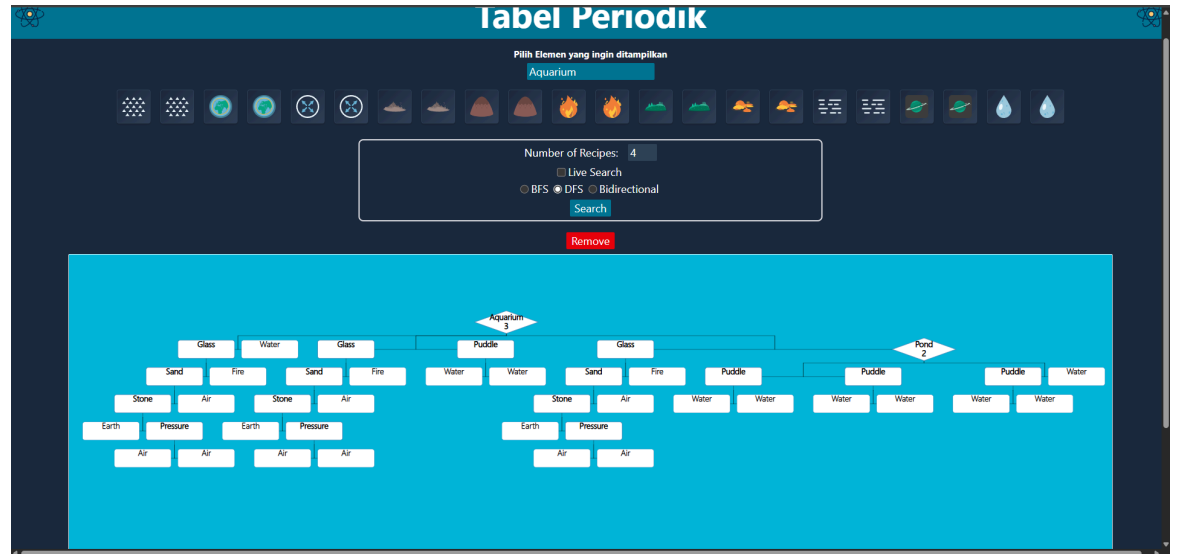 Tabel Periodik
Pilih Elemen yang ingin ditampilkan
Aquarium
Number of Recipes: 4
Live Search
BFS DFS Bidirectional
Search
Remove
Aquarium
3
Glass Water Glass Puddle Glass Pond
2
Sand Fire Sand Fire Water Water Sand Fire Puddle Puddle Puddle Water
Stone Air Stone Air Stone Air Water Water Water Water Water Water
Earth Pressure Earth Pressure Earth Pressure
Air Air Air Air Air Air